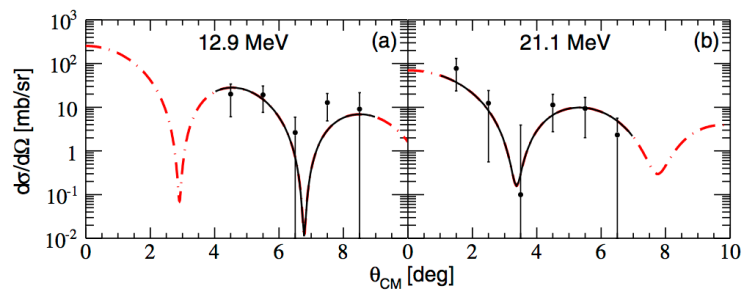 12.9 MeV (a) 21.1 MeV (b)
10³
10²
10
1
10⁻¹
10⁻²
dσ/dΩ [mb/sr]
0 2 4 6 8 0 2 4 6 8 10
θCM [deg]